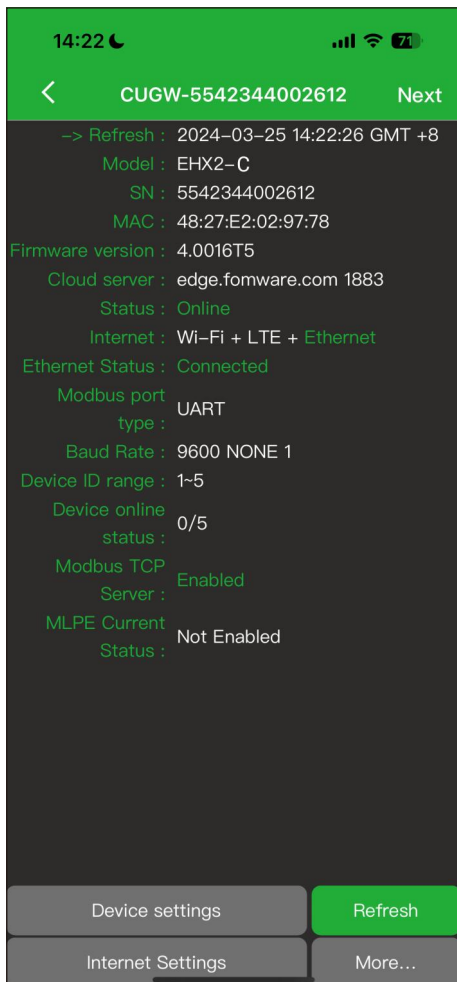 14:22
71
CUGW-5542344002612 Next
–> Refresh : 2024–03–25 14:22:26 GMT +8
Model : EHX2–C
SN : 5542344002612
MAC : 48:27:E2:02:97:78
Firmware version : 4.0016T5
Cloud server : edge.fomware.com 1883
Status : Online
Internet : Wi–Fi + LTE + Ethernet
Ethernet Status : Connected
Modbus port
type : UART
Baud Rate : 9600 NONE 1
Device ID range : 1~5
Device online
status : 0/5
Modbus TCP
Server : Enabled
MLPE Current
Status : Not Enabled
Device settings Refresh
Internet Settings More...